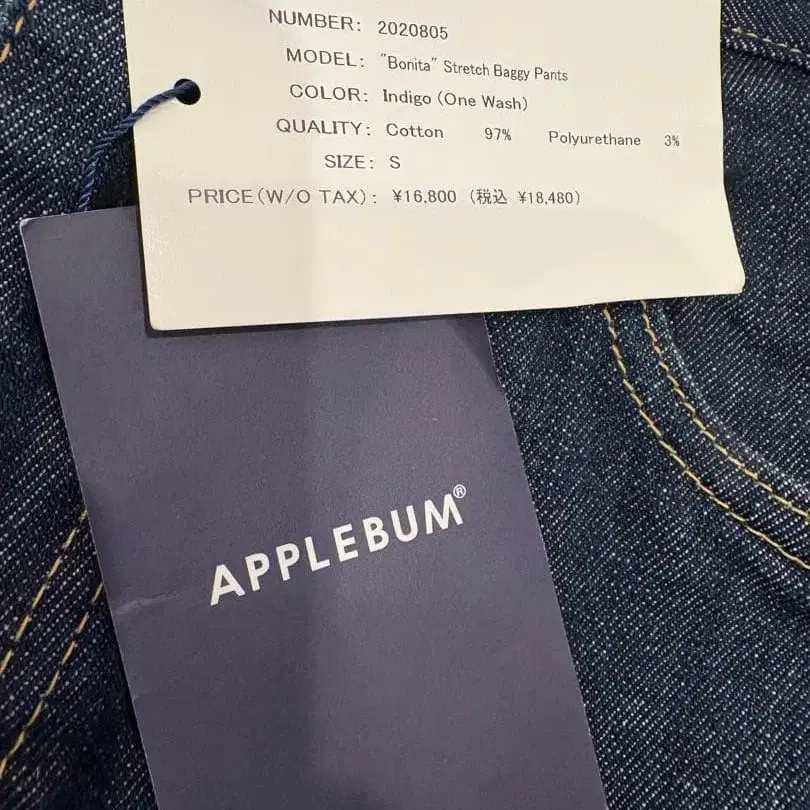 NUMBER: 2020805
MODEL: "Bonita" Stretch Baggy Pants
COLOR: Indigo (One Wash)
QUALITY: Cotton 97% Polyurethane 3%
SIZE: S
PRICE(W/O TAX): ¥16,800 (税込 ¥18,480)
APPLEBUM®